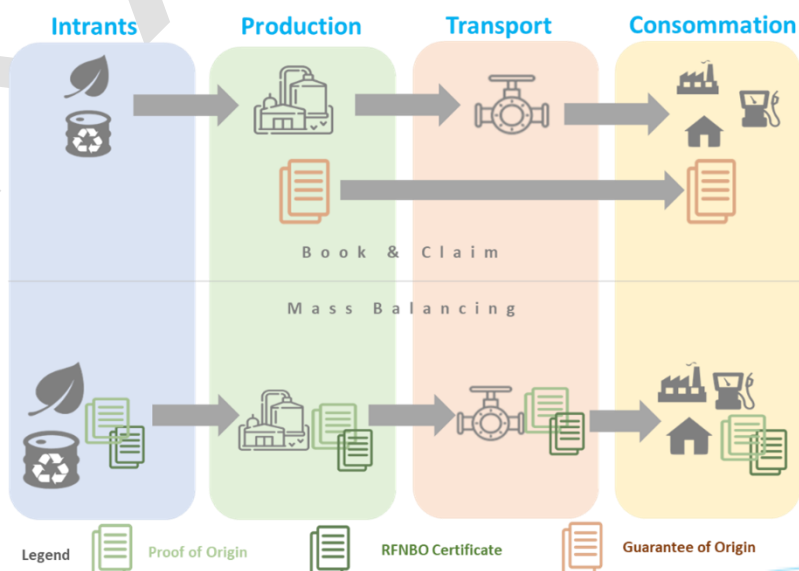 Intrants Production Transport Consommation
Book & Claim
Mass Balancing
Legend Proof of Origin RFNBO Certificate Guarantee of Origin